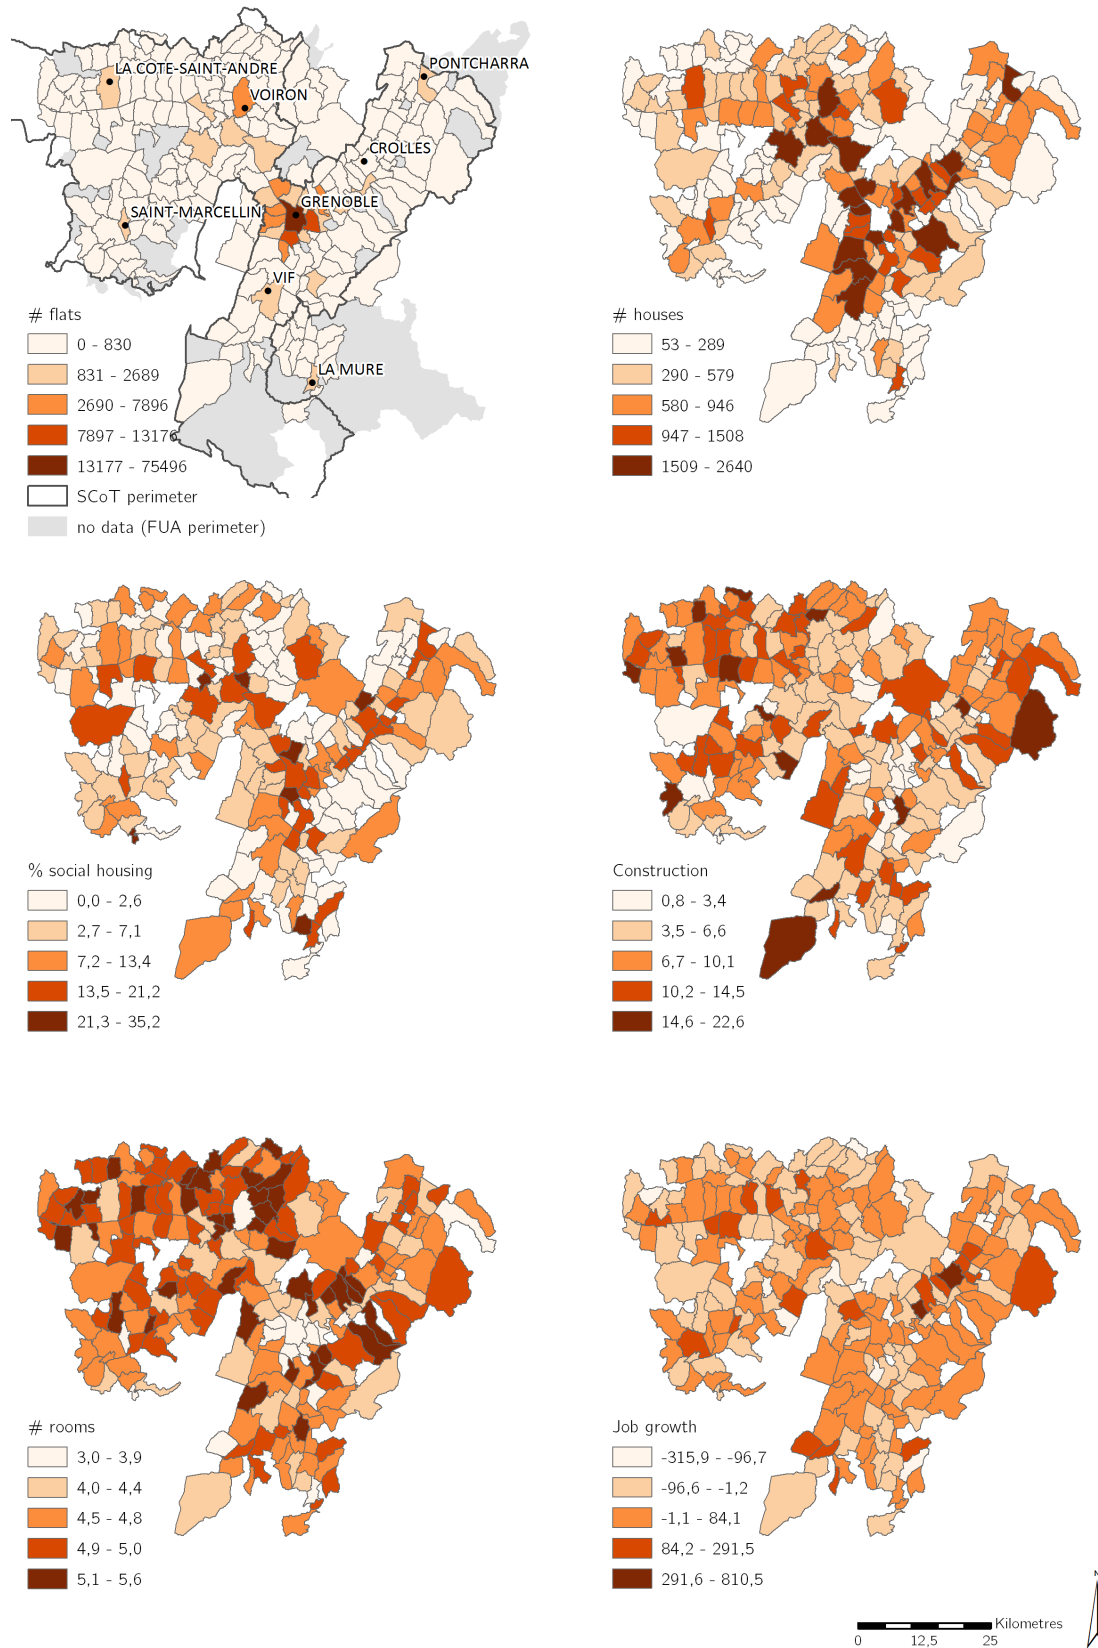 LA COTE-SAINT-ANDRE
PONTCHARRA
VOIRON
CROLLES
SAINT-MARCELLIN
GRENOBLE
VIF
LA MURE
# flats
0 - 830
831 - 2689
2690 - 7896
7897 - 13176
13177 - 75496
SCoT perimeter
no data (FUA perimeter)
# houses
53 - 289
290 - 579
580 - 946
947 - 1508
1509 - 2640
% social housing
0,0 - 2,6
2,7 - 7,1
7,2 - 13,4
13,5 - 21,2
21,3 - 35,2
Construction
0,8 - 3,4
3,5 - 6,6
6,7 - 10,1
10,2 - 14,5
14,6 - 22,6
# rooms
3,0 - 3,9
4,0 - 4,4
4,5 - 4,8
4,9 - 5,0
5,1 - 5,6
Job growth
-315,9 - -96,7
-96,6 - -1,2
-1,1 - 84,1
84,2 - 291,5
291,6 - 810,5
N
Kilometres
0 12,5 25